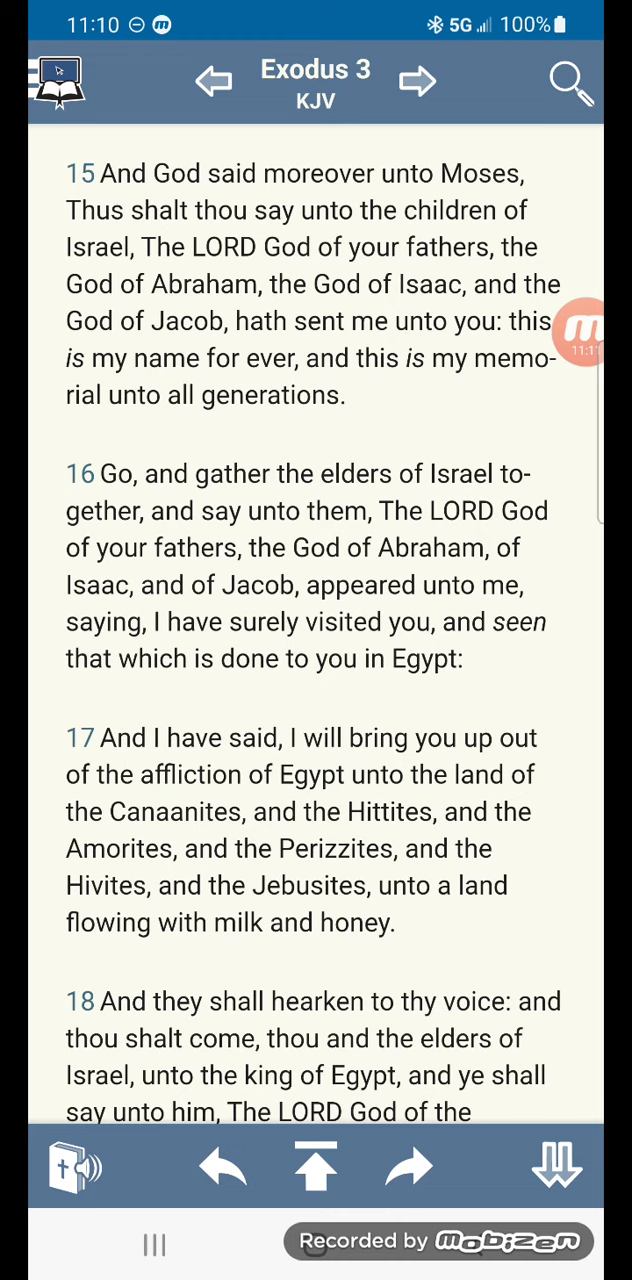 11:10
5G 100%
Exodus 3
KJV
15 And God said moreover unto Moses,
Thus shalt thou say unto the children of
Israel, The LORD God of your fathers, the
God of Abraham, the God of Isaac, and the
God of Jacob, hath sent me unto you: this
is my name for ever, and this is my memo-
rial unto all generations.
m
11:11
16 Go, and gather the elders of Israel to-
gether, and say unto them, The LORD God
of your fathers, the God of Abraham, of
Isaac, and of Jacob, appeared unto me,
saying, I have surely visited you, and seen
that which is done to you in Egypt:
17 And I have said, I will bring you up out
of the affliction of Egypt unto the land of
the Canaanites, and the Hittites, and the
Amorites, and the Perizzites, and the
Hivites, and the Jebusites, unto a land
flowing with milk and honey.
18 And they shall hearken to thy voice: and
thou shalt come, thou and the elders of
Israel, unto the king of Egypt, and ye shall
say unto him, The LORD God of the
Recorded by mobizen